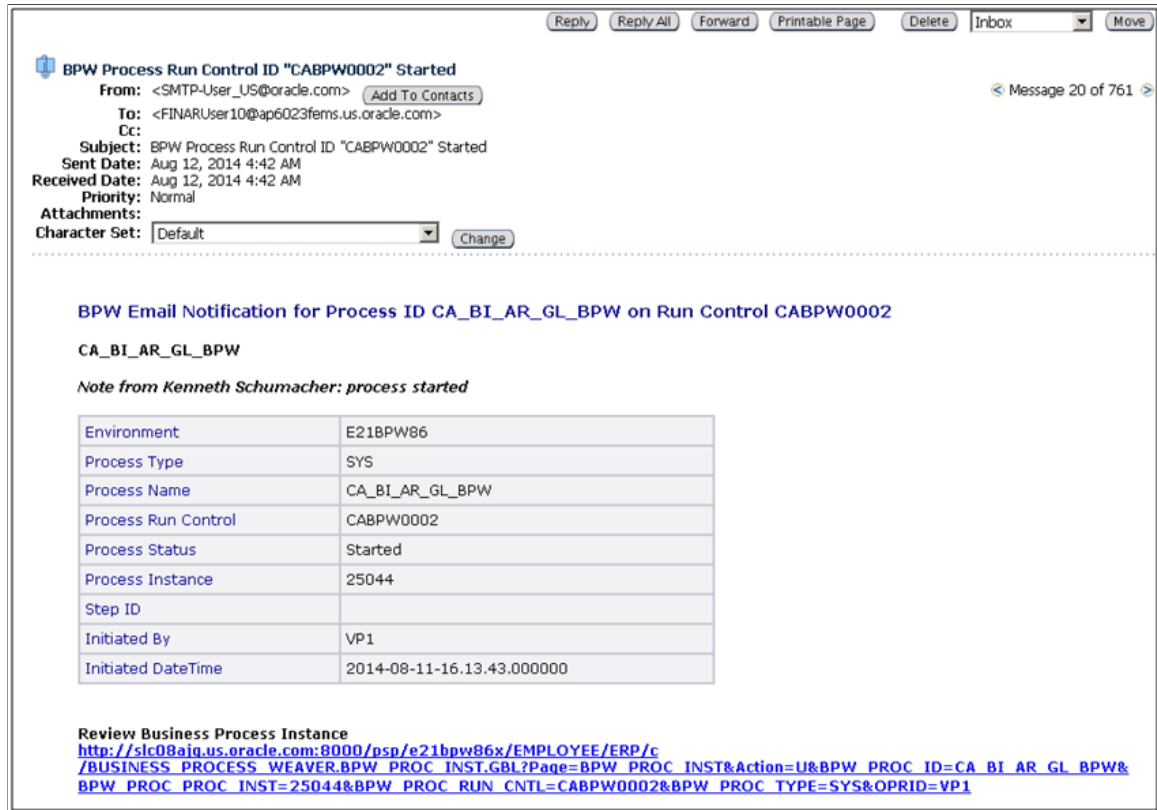 Reply Reply All Forward Printable Page Delete Inbox Move
BPW Process Run Control ID "CABPW0002" Started
From: <SMTP-User_US@oracle.com> Add To Contacts
Message 20 of 761
To: <FINARUser10@ap6023fems.us.oracle.com>
Cc:
Subject: BPW Process Run Control ID "CABPW0002" Started
Sent Date: Aug 12, 2014 4:42 AM
Received Date: Aug 12, 2014 4:42 AM
Priority: Normal
Attachments:
Character Set: Default Change
BPW Email Notification for Process ID CA_BI_AR_GL_BPW on Run Control CABPW0002
CA_BI_AR_GL_BPW
Note from Kenneth Schumacher: process started
Environment E21BPW86
Process Type SYS
Process Name CA_BI_AR_GL_BPW
Process Run Control CABPW0002
Process Status Started
Process Instance 25044
Step ID
Initiated By VP1
Initiated DateTime 2014-08-11-16.13.43.000000
Review Business Process Instance
http://slc08ajq.us.oracle.com:8000/psp/e21bpw86x/EMPLOYEE/ERP/c
/BUSINESS_PROCESS_WEAVER.BPW_PROC_INST.GBL?Page=BPW_PROC_INST&Action=U&BPW_PROC_ID=CA_BI_AR_GL_BPW&
BPW_PROC_PROC_INST=25044&BPW_PROC_RUN_CNTL=CABPW0002&BPW_PROC_TYPE=SYS&OPRID=VP1